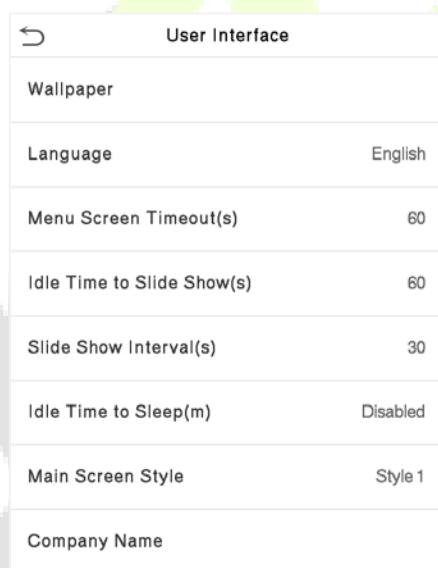 User Interface
Wallpaper
Language English
Menu Screen Timeout(s) 60
Idle Time to Slide Show(s) 60
Slide Show Interval(s) 30
Idle Time to Sleep(m) Disabled
Main Screen Style Style 1
Company Name